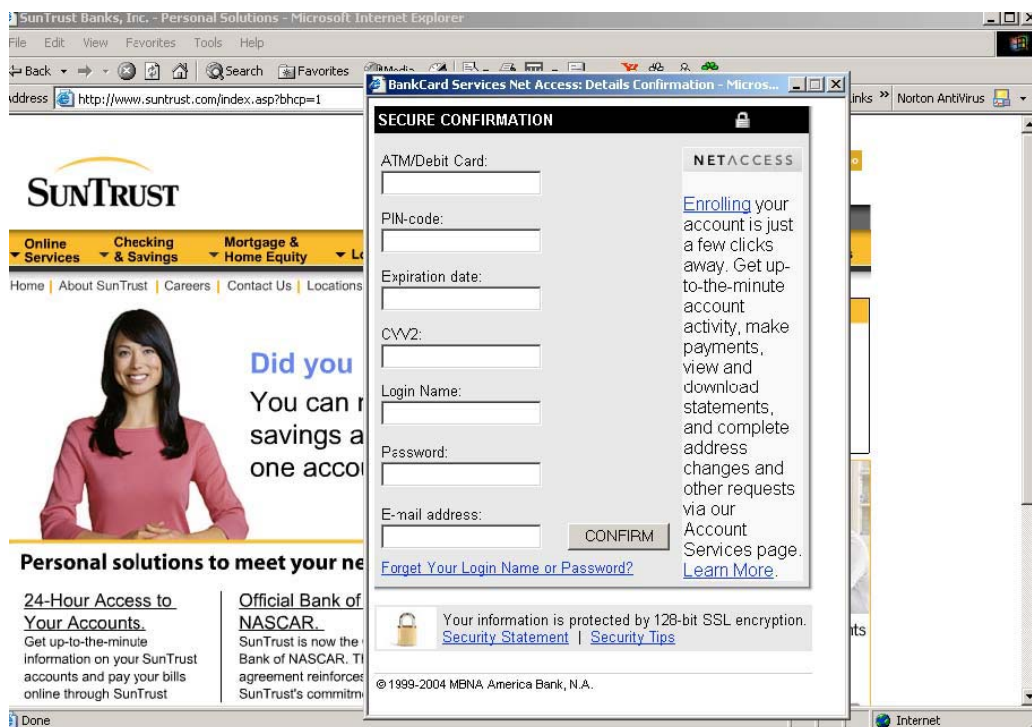 SunTrust Banks, Inc. - Personal Solutions - Microsoft Internet Explorer
File Edit View Favorites Tools Help
Back Search Favorites Media
Address http://www.suntrust.com/index.asp?bhcp=1
Links » Norton AntiVirus
SUNTRUST
Online Services
Checking & Savings
Mortgage & Home Equity
Home | About SunTrust | Careers | Contact Us | Locations
Did you
You can
savings a
one accou
Personal solutions to meet your ne
24-Hour Access to
Your Accounts.
Get up-to-the-minute
information on your SunTrust
accounts and pay your bills
online through SunTrust
Official Bank of
NASCAR.
SunTrust is now the
Bank of NASCAR. Th
agreement reinforces
SunTrust's commitm
BankCard Services Net Access: Details Confirmation - Micros...
SECURE CONFIRMATION
ATM/Debit Card:
PIN-code:
Expiration date:
CVV2:
Login Name:
Password:
E-mail address:
CONFIRM
Forget Your Login Name or Password?
NETACCESS
Enrolling your
account is just
a few clicks
away. Get up-
to-the-minute
account
activity, make
payments,
view and
download
statements,
and complete
address
changes and
other requests
via our
Account
Services page.
Learn More.
Your information is protected by 128-bit SSL encryption.
Security Statement | Security Tips
© 1999-2004 MBNA America Bank, N.A.
nts
Done
Internet